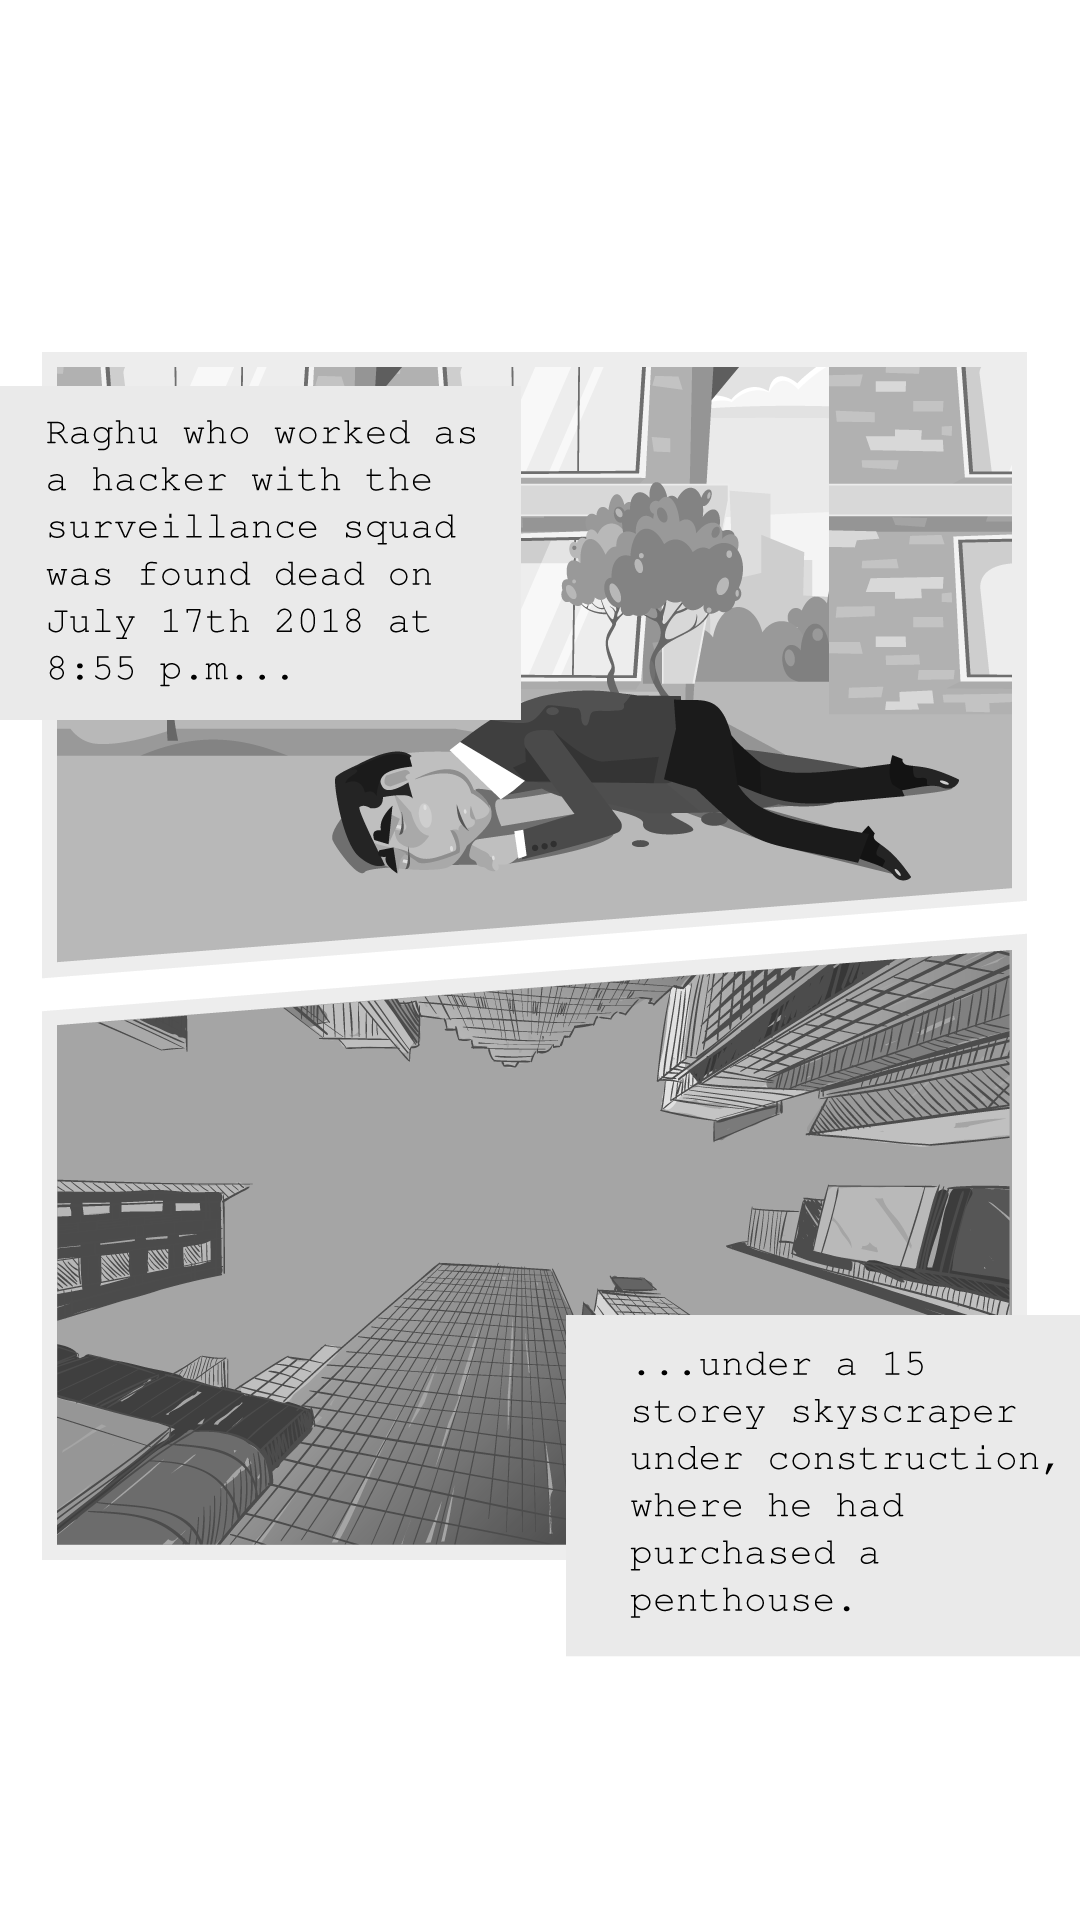 Raghu who worked as
a hacker with the
surveillance squad
was found dead on
July 17th 2018 at
8:55 p.m...
...under a 15
storey skyscraper
under construction,
where he had
purchased a
penthouse.